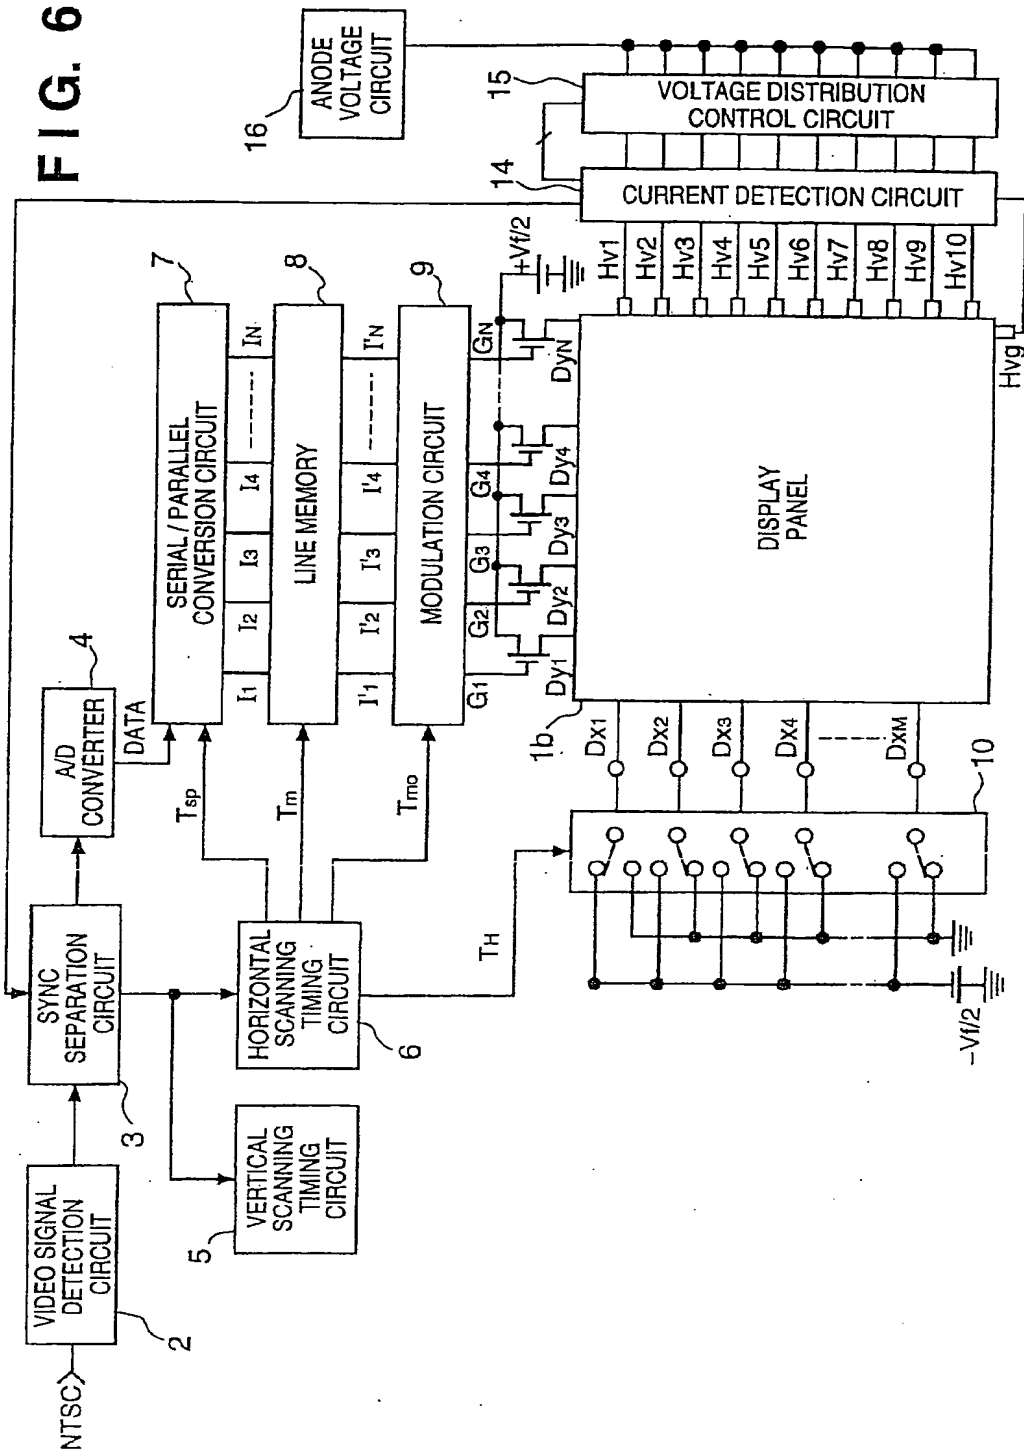 FIG. 6
NTSC
VIDEO SIGNAL
DETECTION
CIRCUIT
2
SYNC
SEPARATION
CIRCUIT
3
A/D
CONVERTER
4
DATA
VERTICAL
SCANNING
TIMING
CIRCUIT
5
HORIZONTAL
SCANNING
TIMING
CIRCUIT
6
Tsp
Tm
Tmo
TH
SERIAL / PARALLEL
CONVERSION CIRCUIT
7
I1 I2 I3 I4 IN
LINE MEMORY
8
I'1 I'2 I'3 I'4 I'N
MODULATION CIRCUIT
9
G1 G2 G3 G4 GN
+Vf/2
Dy1 Dy2 Dy3 Dy4 DyN
DISPLAY
PANEL
1b
Dx1
Dx2
Dx3
Dx4
DxM
10
-Vf/2
Hv1
Hv2
Hv3
Hv4
Hv5
Hv6
Hv7
Hv8
Hv9
Hv10
Hvg
CURRENT DETECTION CIRCUIT
14
VOLTAGE DISTRIBUTION
CONTROL CIRCUIT
15
ANODE
VOLTAGE
CIRCUIT
16